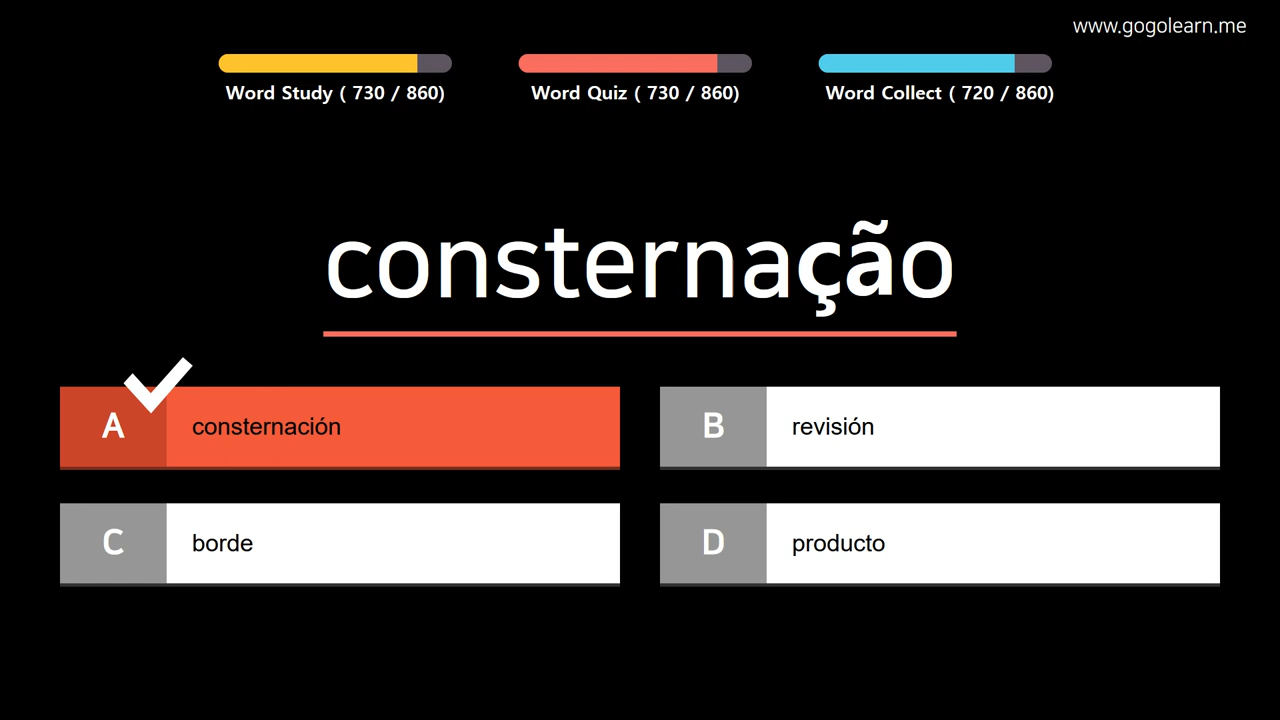 www.gogolearn.me
Word Study ( 730 / 860)
Word Quiz ( 730 / 860)
Word Collect ( 720 / 860)
consternação
A consternación
B revisión
C borde
D producto